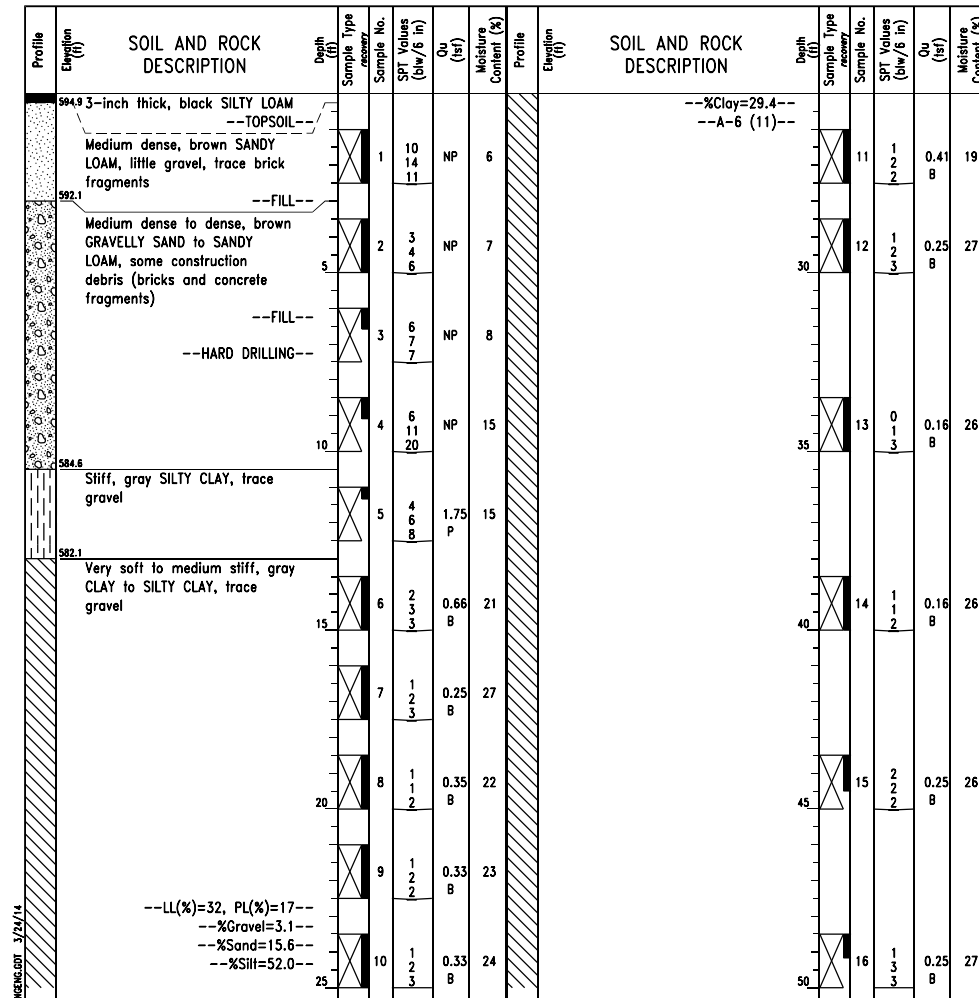 Profile
Elevation (ft)
SOIL AND ROCK DESCRIPTION
Depth (ft)
Sample Type
recovery
Sample No.
SPT Values (blw/6 in)
Qu (tsf)
Moisture Content (%)
Profile
Elevation (ft)
SOIL AND ROCK DESCRIPTION
Depth (ft)
Sample Type
recovery
Sample No.
SPT Values (blw/6 in)
Qu (tsf)
Moisture Content (%)
594.9 3-inch thick, black SILTY LOAM
--TOPSOIL--
Medium dense, brown SANDY
LOAM, little gravel, trace brick
fragments
1 10 14 11 NP 6
592.1
--FILL--
Medium dense to dense, brown
GRAVELLY SAND to SANDY
LOAM, some construction
debris (bricks and concrete
fragments)
2 3 4 6 NP 7
5
--FILL--
3 6 7 7 NP 8
--HARD DRILLING--
4 6 11 20 NP 15
10
584.6
Stiff, gray SILTY CLAY, trace
gravel
5 4 6 8 1.75 P 15
582.1
Very soft to medium stiff, gray
CLAY to SILTY CLAY, trace
gravel
6 2 3 3 0.66 B 21
15
7 1 2 3 0.25 B 27
8 1 1 2 0.35 B 22
20
9 1 2 2 0.33 B 23
--LL(%)=32, PL(%)=17--
--%Gravel=3.1--
--%Sand=15.6--
--%Silt=52.0--
10 1 2 3 0.33 B 24
25
--%Clay=29.4--
--A-6 (11)--
11 1 2 2 0.41 B 19
12 1 2 3 0.25 B 27
30
13 0 1 3 0.16 B 26
35
14 1 1 2 0.16 B 26
40
15 2 2 2 0.25 B 26
45
16 1 3 3 0.25 B 27
50
NGENG.GDT 3/24/14